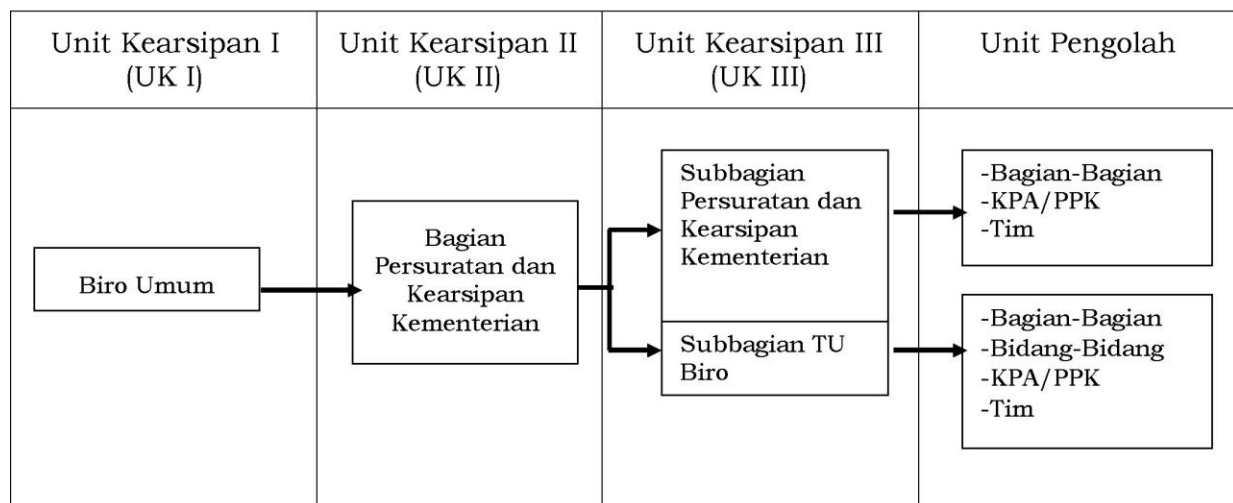 Unit Kearsipan I
(UK I)
Unit Kearsipan II
(UK II)
Unit Kearsipan III
(UK III)
Unit Pengolah
Biro Umum
Bagian
Persuratan dan
Kearsipan
Kementerian
Subbagian
Persuratan dan
Kearsipan
Kementerian
Subbagian TU
Biro
-Bagian-Bagian
-KPA/PPK
-Tim
-Bagian-Bagian
-Bidang-Bidang
-KPA/PPK
-Tim